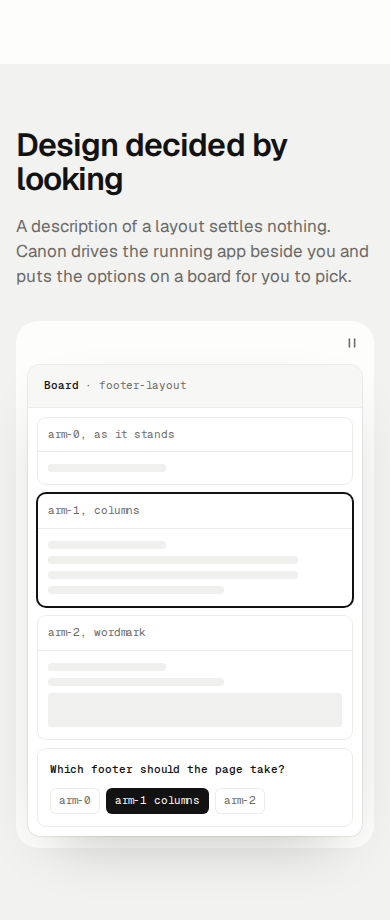 Design decided by
looking
A description of a layout settles nothing.
Canon drives the running app beside you and
puts the options on a board for you to pick.
Board · footer-layout
arm-0, as it stands
arm-1, columns
arm-2, wordmark
Which footer should the page take?
arm-0 arm-1 columns arm-2